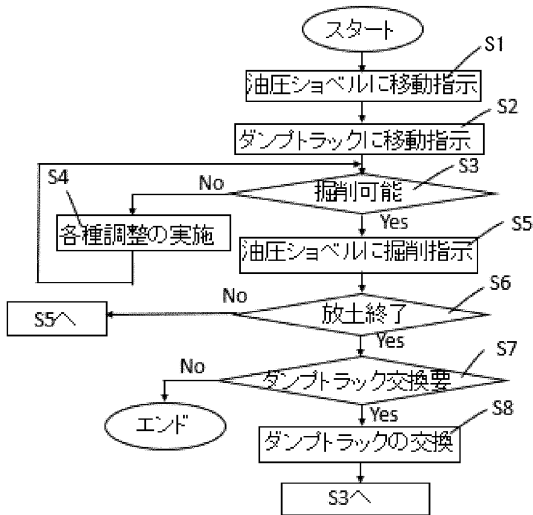 スタート
S1
油圧ショベルに移動指示
S2
ダンプトラックに移動指示
S3
S4
No
掘削可能
Yes
各種調整の実施
S5
油圧ショベルに掘削指示
S6
No
放土終了
S5へ
Yes
S7
No
ダンプトラック交換要
エンド
Yes
S8
ダンプトラックの交換
S3へ